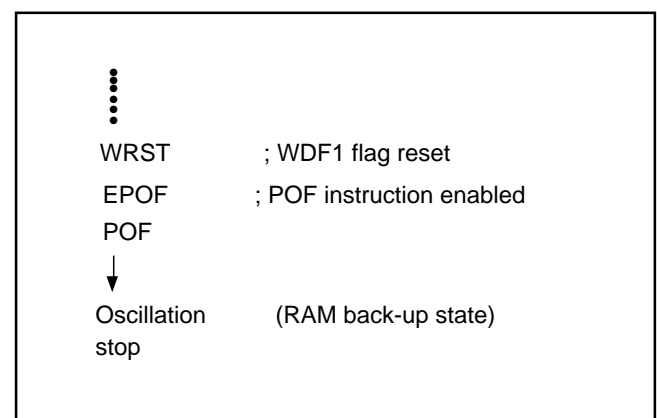 WRST ; WDF1 flag reset
EPOF ; POF instruction enabled
POF
Oscillation (RAM back-up state)
stop